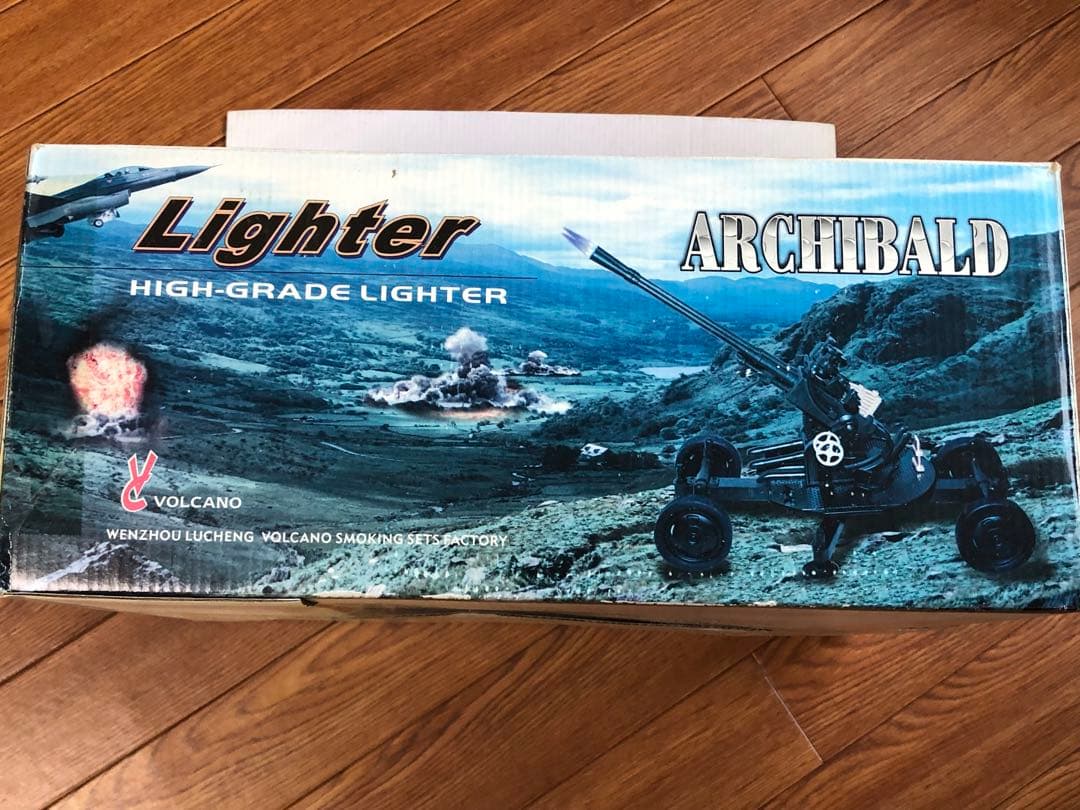 Lighter
HIGH-GRADE LIGHTER
ARCHIBALD
VOLCANO
WENZHOU LUCHENG VOLCANO SMOKING SETS FACTORY